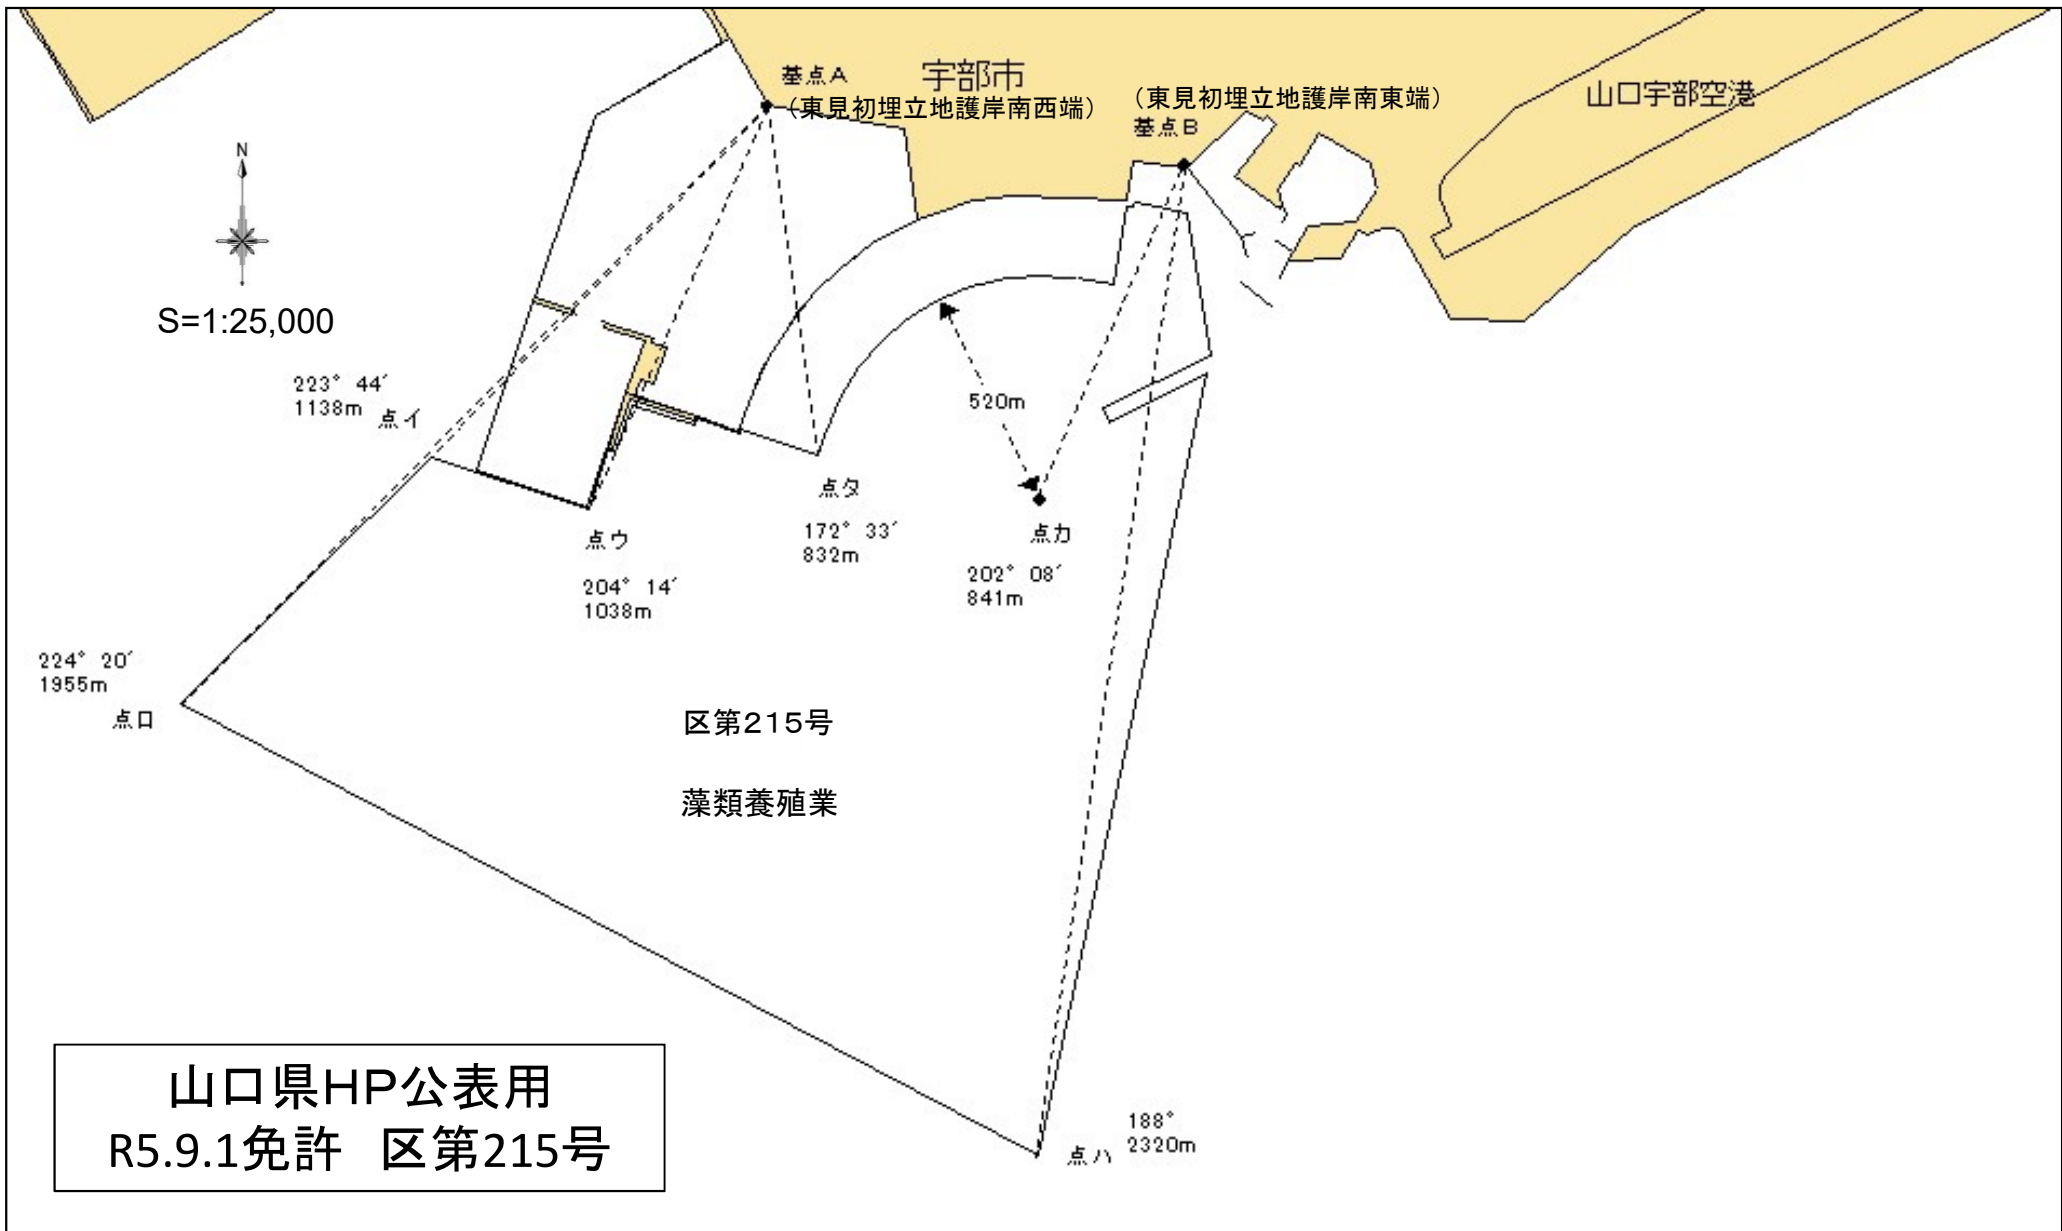 基点A
(東見初埋立地護岸南西端)
宇部市
(東見初埋立地護岸南東端)
基点B
山口宇部空港
N
S=1:25,000
223° 44′
1138m
点イ
520m
点タ
172° 33′
832m
点カ
202° 08′
841m
点ウ
204° 14′
1038m
224° 20′
1955m
点ロ
区第215号
藻類養殖業
188°
2320m
点ハ
山口県HP公表用
R5.9.1免許 区第215号